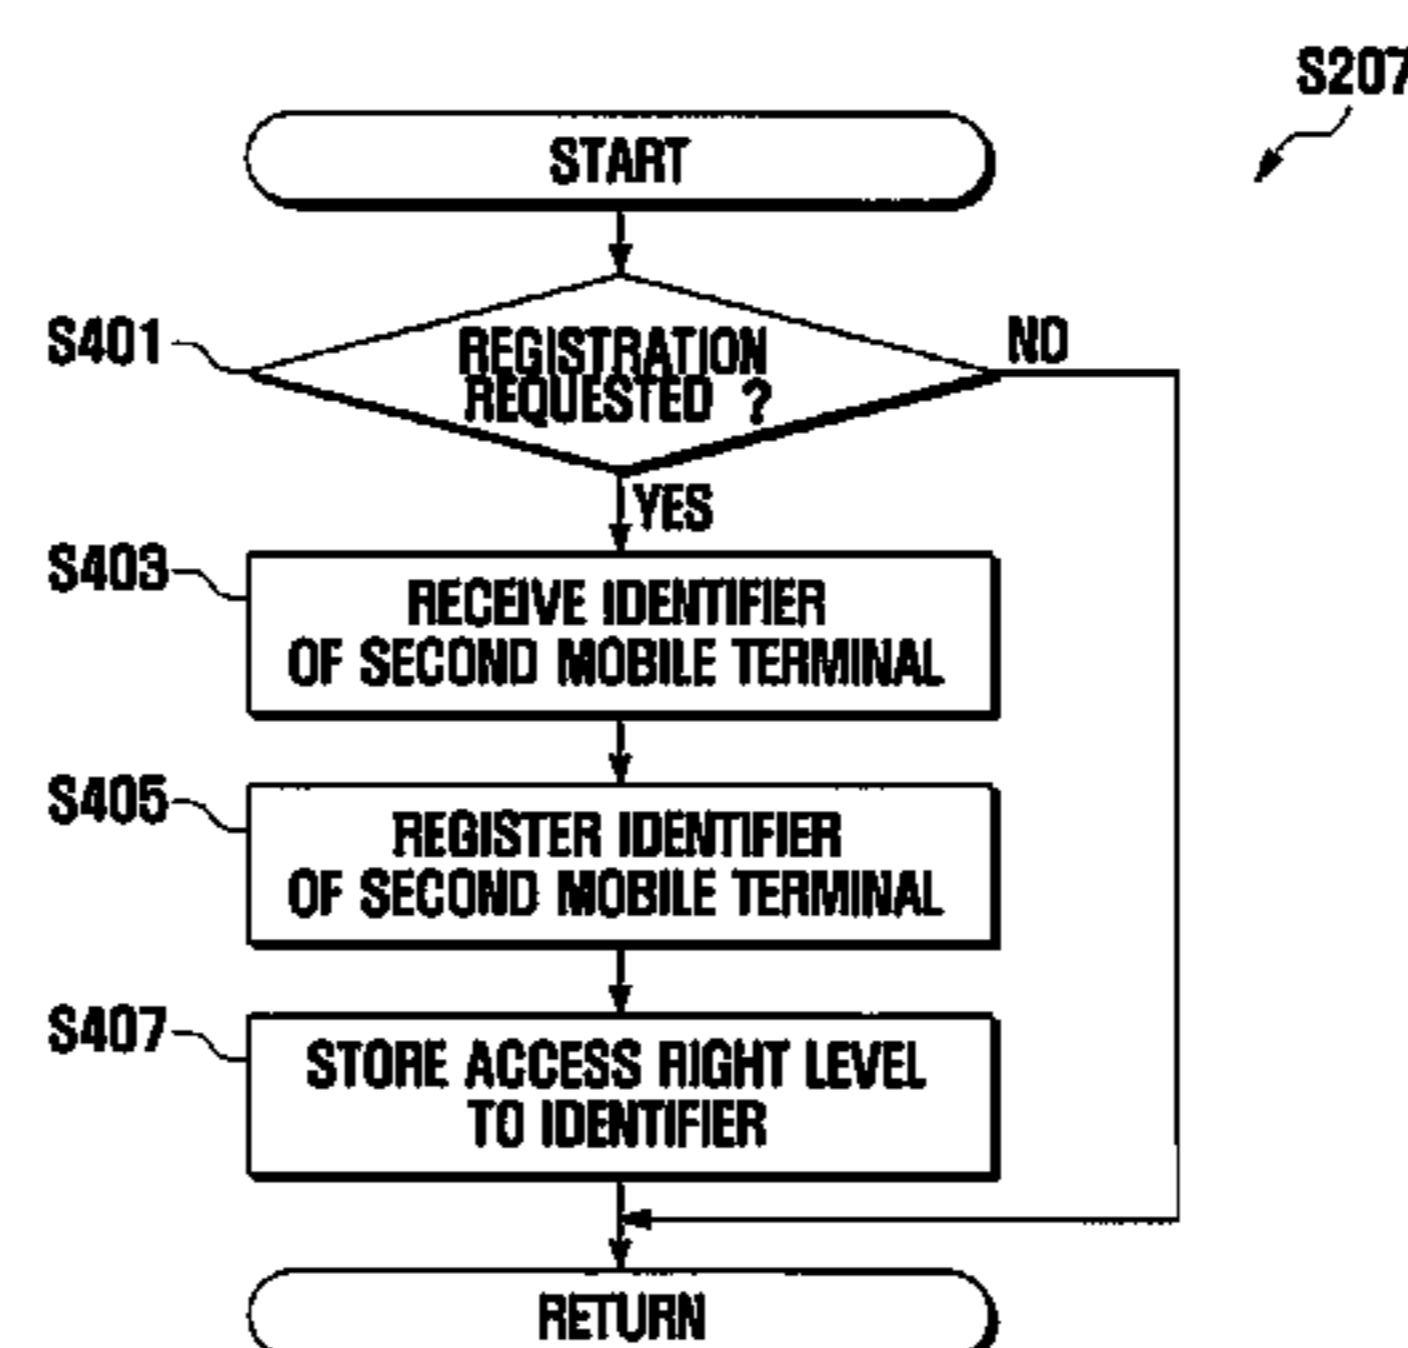 S207
START
S401
REGISTRATION
REQUESTED ?
NO
YES
S403
RECEIVE IDENTIFIER
OF SECOND MOBILE TERMINAL
S405
REGISTER IDENTIFIER
OF SECOND MOBILE TERMINAL
S407
STORE ACCESS RIGHT LEVEL
TO IDENTIFIER
RETURN